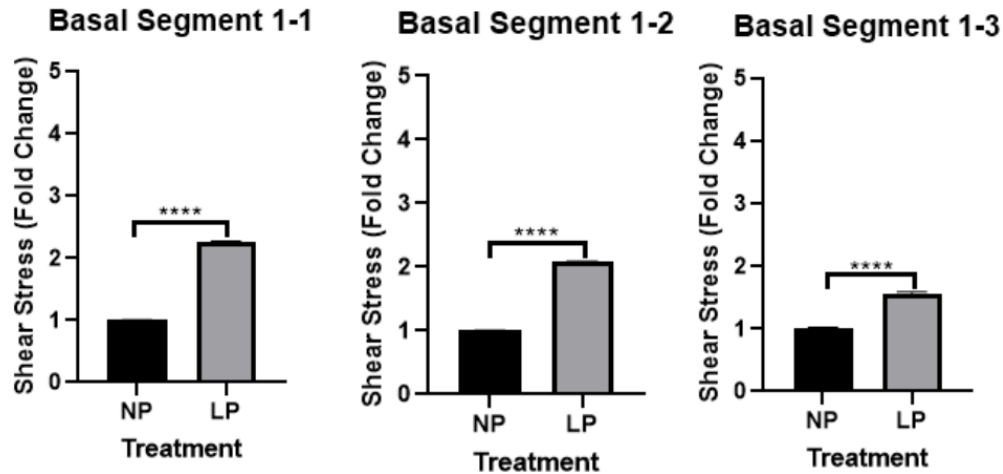 Basal Segment 1-1
Shear Stress (Fold Change)
5
4
3
2
1
0
****
NP LP
Treatment
Basal Segment 1-2
Shear Stress (Fold Change)
5
4
3
2
1
0
****
NP LP
Treatment
Basal Segment 1-3
Shear Stress (Fold Change)
5
4
3
2
1
0
****
NP LP
Treatment